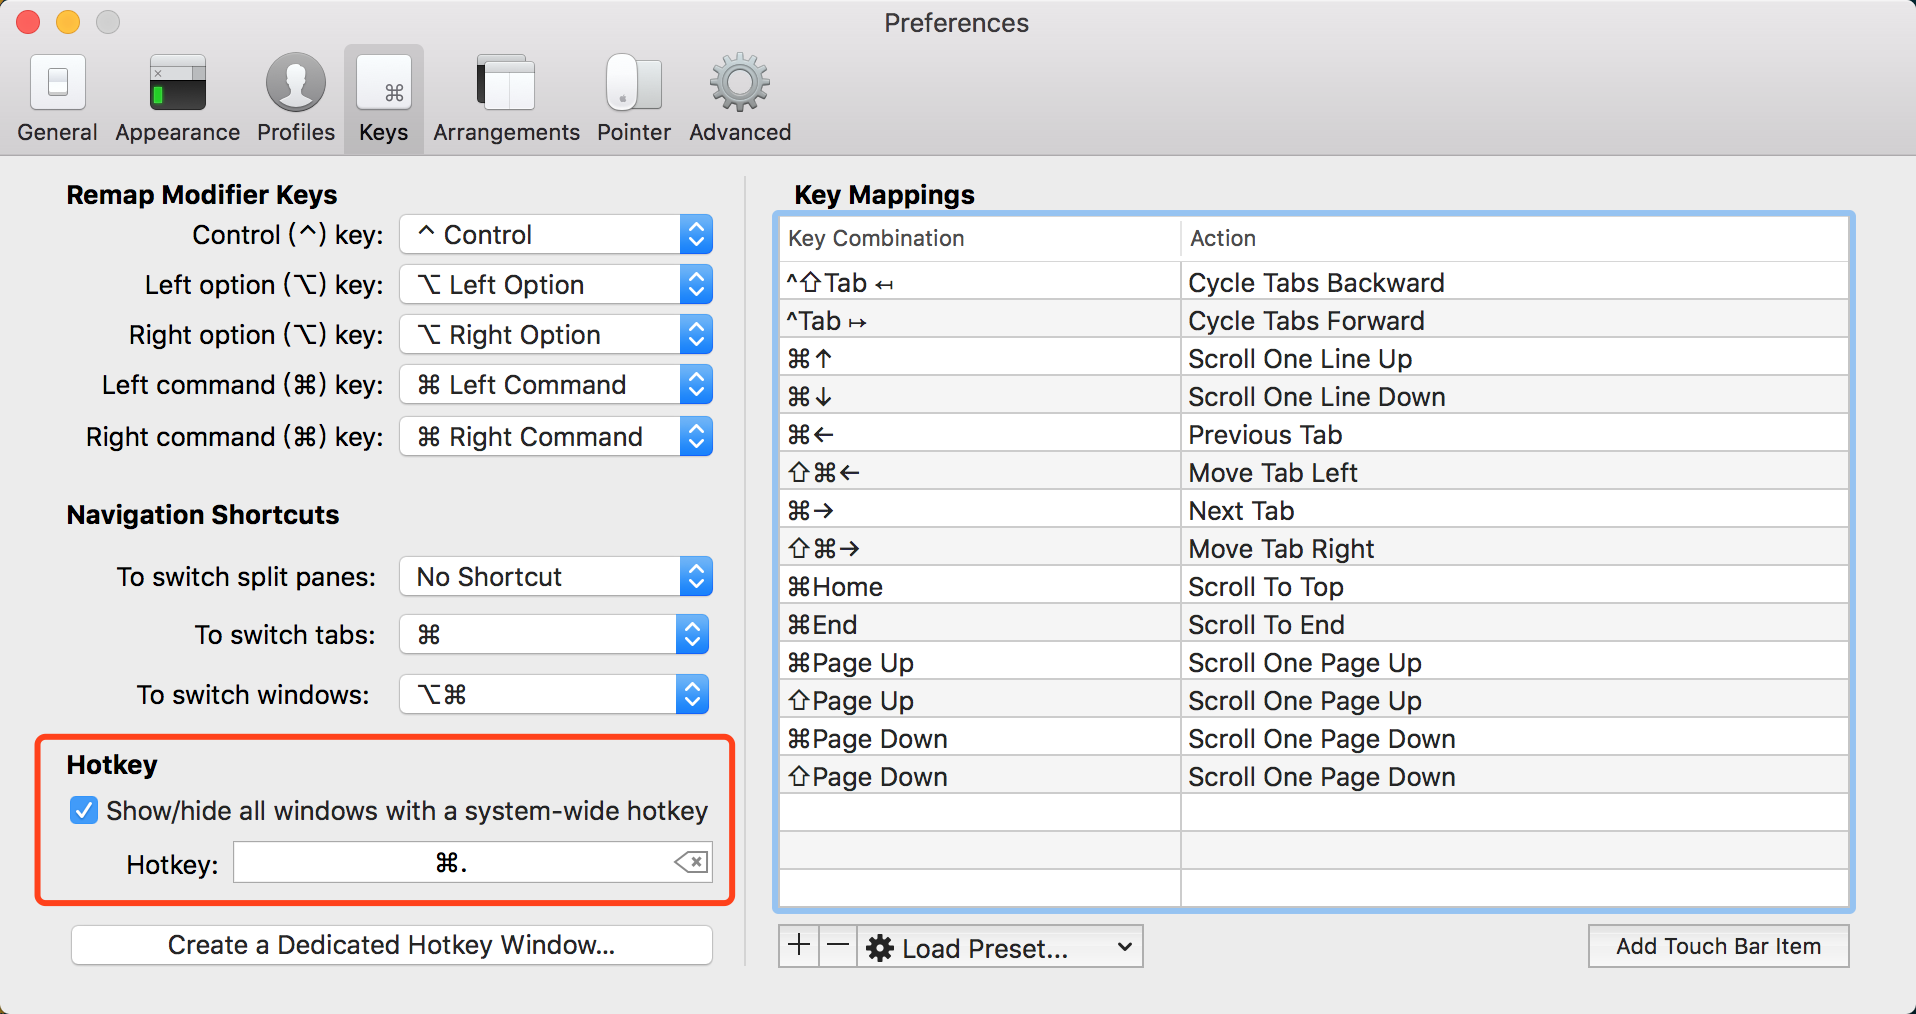 Preferences
General Appearance Profiles Keys Arrangements Pointer Advanced
Remap Modifier Keys
Control (^) key: ^ Control
Left option (⌥) key: ⌥ Left Option
Right option (⌥) key: ⌥ Right Option
Left command (⌘) key: ⌘ Left Command
Right command (⌘) key: ⌘ Right Command
Navigation Shortcuts
To switch split panes: No Shortcut
To switch tabs: ⌘
To switch windows: ⌥⌘
Hotkey
Show/hide all windows with a system-wide hotkey
Hotkey: ⌘.
Create a Dedicated Hotkey Window...
Key Mappings
Key Combination Action
^⇧Tab ↤ Cycle Tabs Backward
^Tab ↦ Cycle Tabs Forward
⌘↑ Scroll One Line Up
⌘↓ Scroll One Line Down
⌘← Previous Tab
⇧⌘← Move Tab Left
⌘→ Next Tab
⇧⌘→ Move Tab Right
⌘Home Scroll To Top
⌘End Scroll To End
⌘Page Up Scroll One Page Up
⇧Page Up Scroll One Page Up
⌘Page Down Scroll One Page Down
⇧Page Down Scroll One Page Down
+ − Load Preset... Add Touch Bar Item